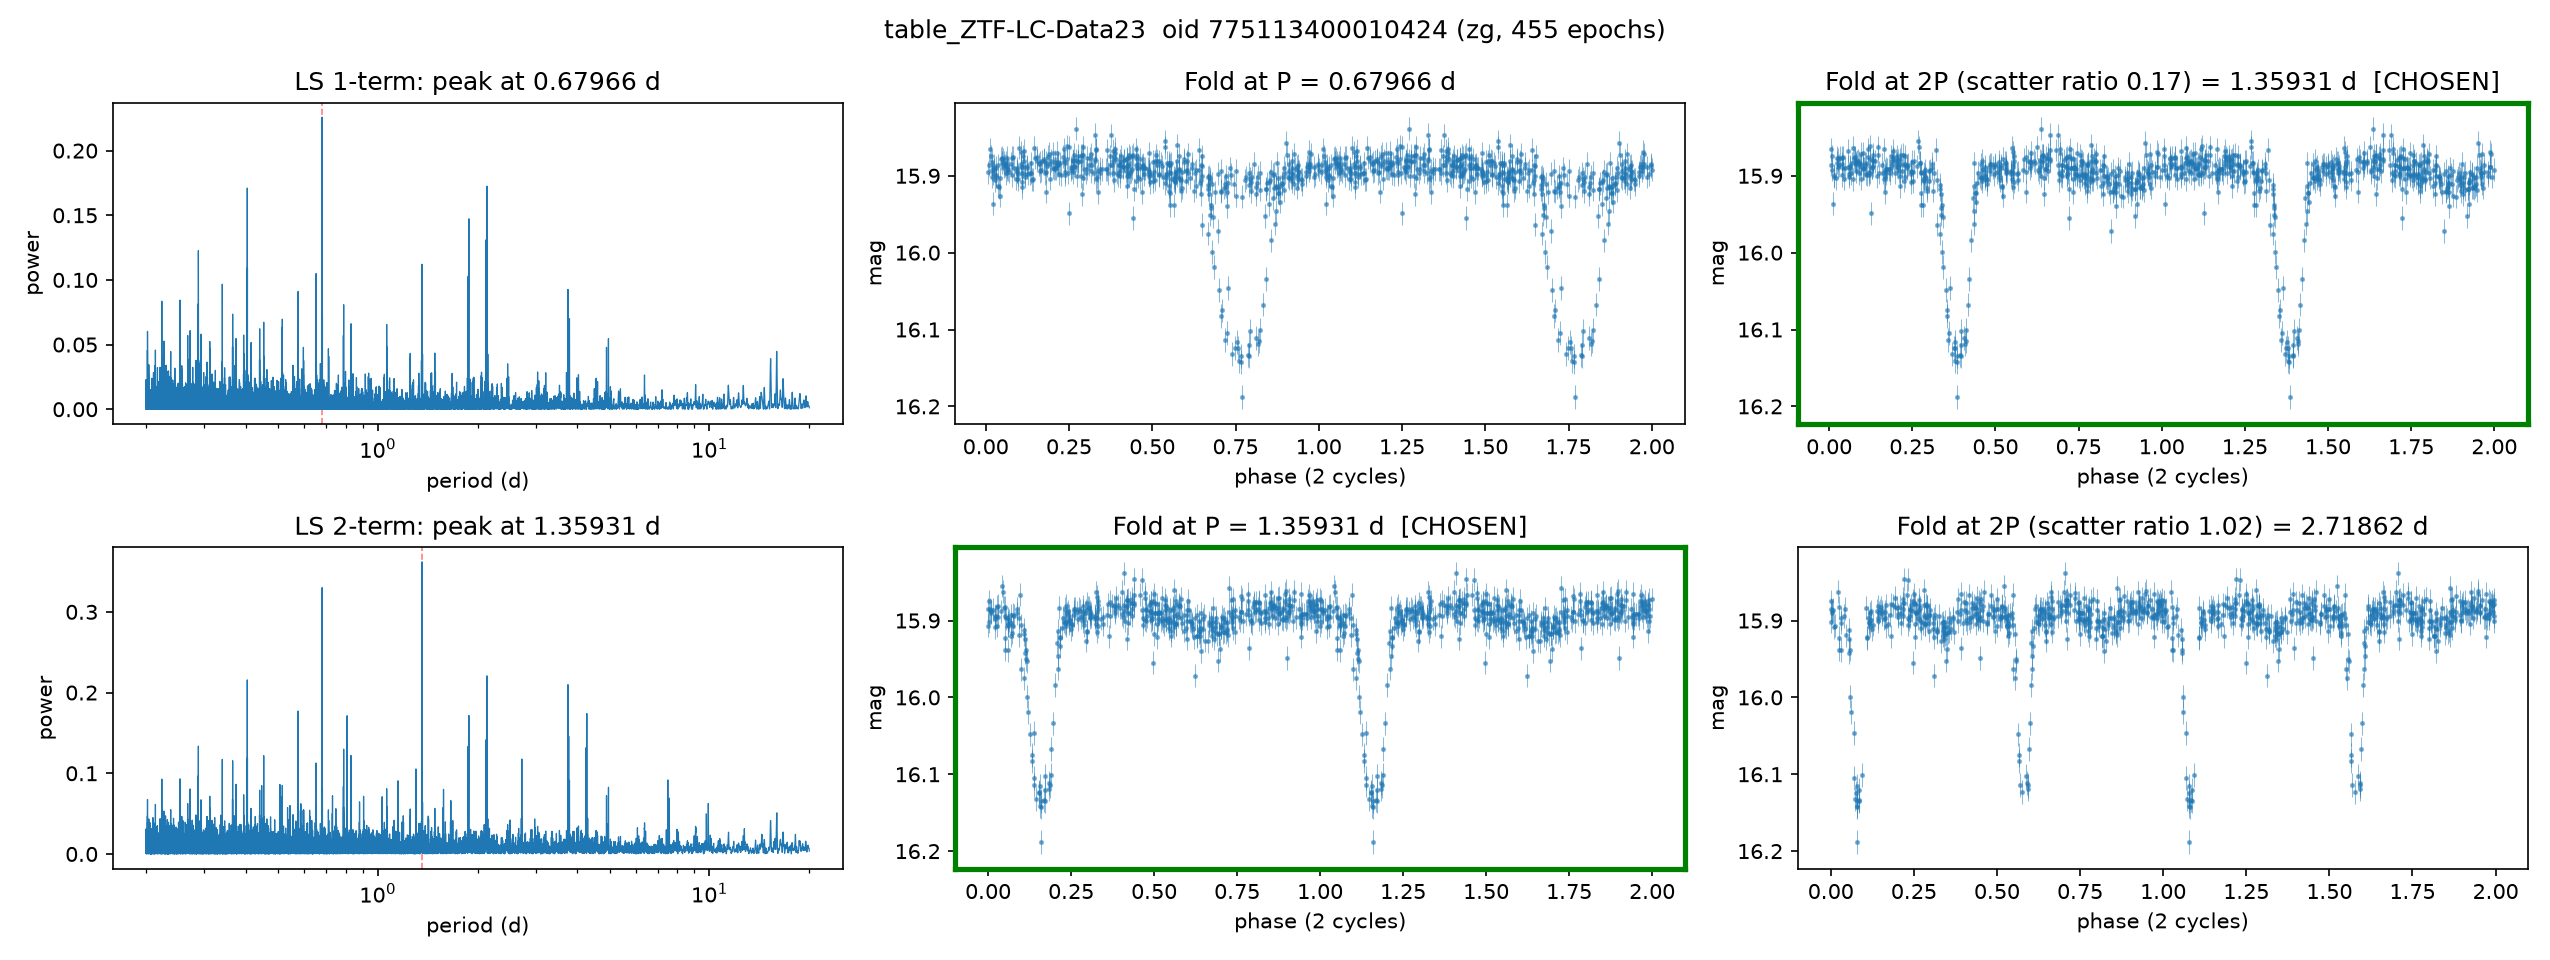 table_ZTF-LC-Data23  oid 775113400010424 (zg, 455 epochs)
LS 1-term: peak at 0.67966 d
power
0.20
0.15
0.10
0.05
0.00
10⁰
10¹
period (d)
Fold at P = 0.67966 d
mag
15.9
16.0
16.1
16.2
0.00 0.25 0.50 0.75 1.00 1.25 1.50 1.75 2.00
phase (2 cycles)
Fold at 2P (scatter ratio 0.17) = 1.35931 d  [CHOSEN]
mag
15.9
16.0
16.1
16.2
0.00 0.25 0.50 0.75 1.00 1.25 1.50 1.75 2.00
phase (2 cycles)
LS 2-term: peak at 1.35931 d
power
0.3
0.2
0.1
0.0
10⁰
10¹
period (d)
Fold at P = 1.35931 d  [CHOSEN]
mag
15.9
16.0
16.1
16.2
0.00 0.25 0.50 0.75 1.00 1.25 1.50 1.75 2.00
phase (2 cycles)
Fold at 2P (scatter ratio 1.02) = 2.71862 d
mag
15.9
16.0
16.1
16.2
0.00 0.25 0.50 0.75 1.00 1.25 1.50 1.75 2.00
phase (2 cycles)